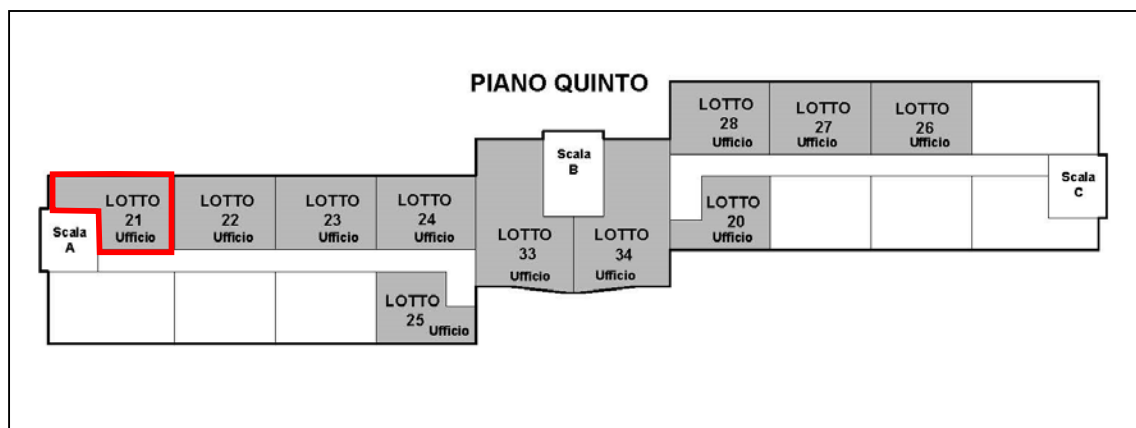 PIANO QUINTO
LOTTO
28
Ufficio
LOTTO
27
Ufficio
LOTTO
26
Ufficio
Scala
B
Scala
C
LOTTO
21
Ufficio
LOTTO
22
Ufficio
LOTTO
23
Ufficio
LOTTO
24
Ufficio
LOTTO
20
Ufficio
Scala
A
LOTTO
33
Ufficio
LOTTO
34
Ufficio
LOTTO
25
Ufficio